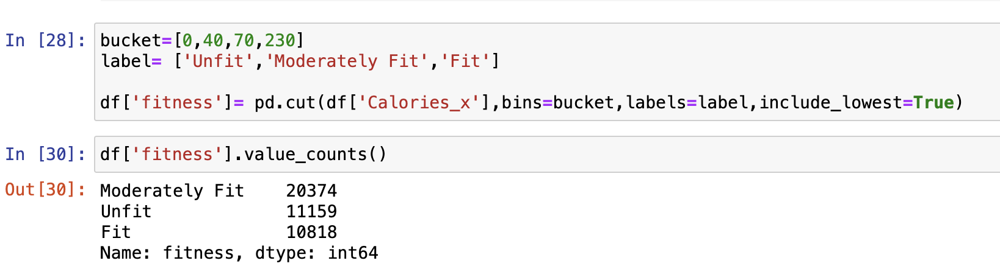 In [28]: bucket=[0,40,70,230]
label= ['Unfit','Moderately Fit','Fit']
df['fitness']= pd.cut(df['Calories_x'],bins=bucket,labels=label,include_lowest=True)
In [30]: df['fitness'].value_counts()
Out[30]: Moderately Fit    20374
Unfit             11159
Fit               10818
Name: fitness, dtype: int64